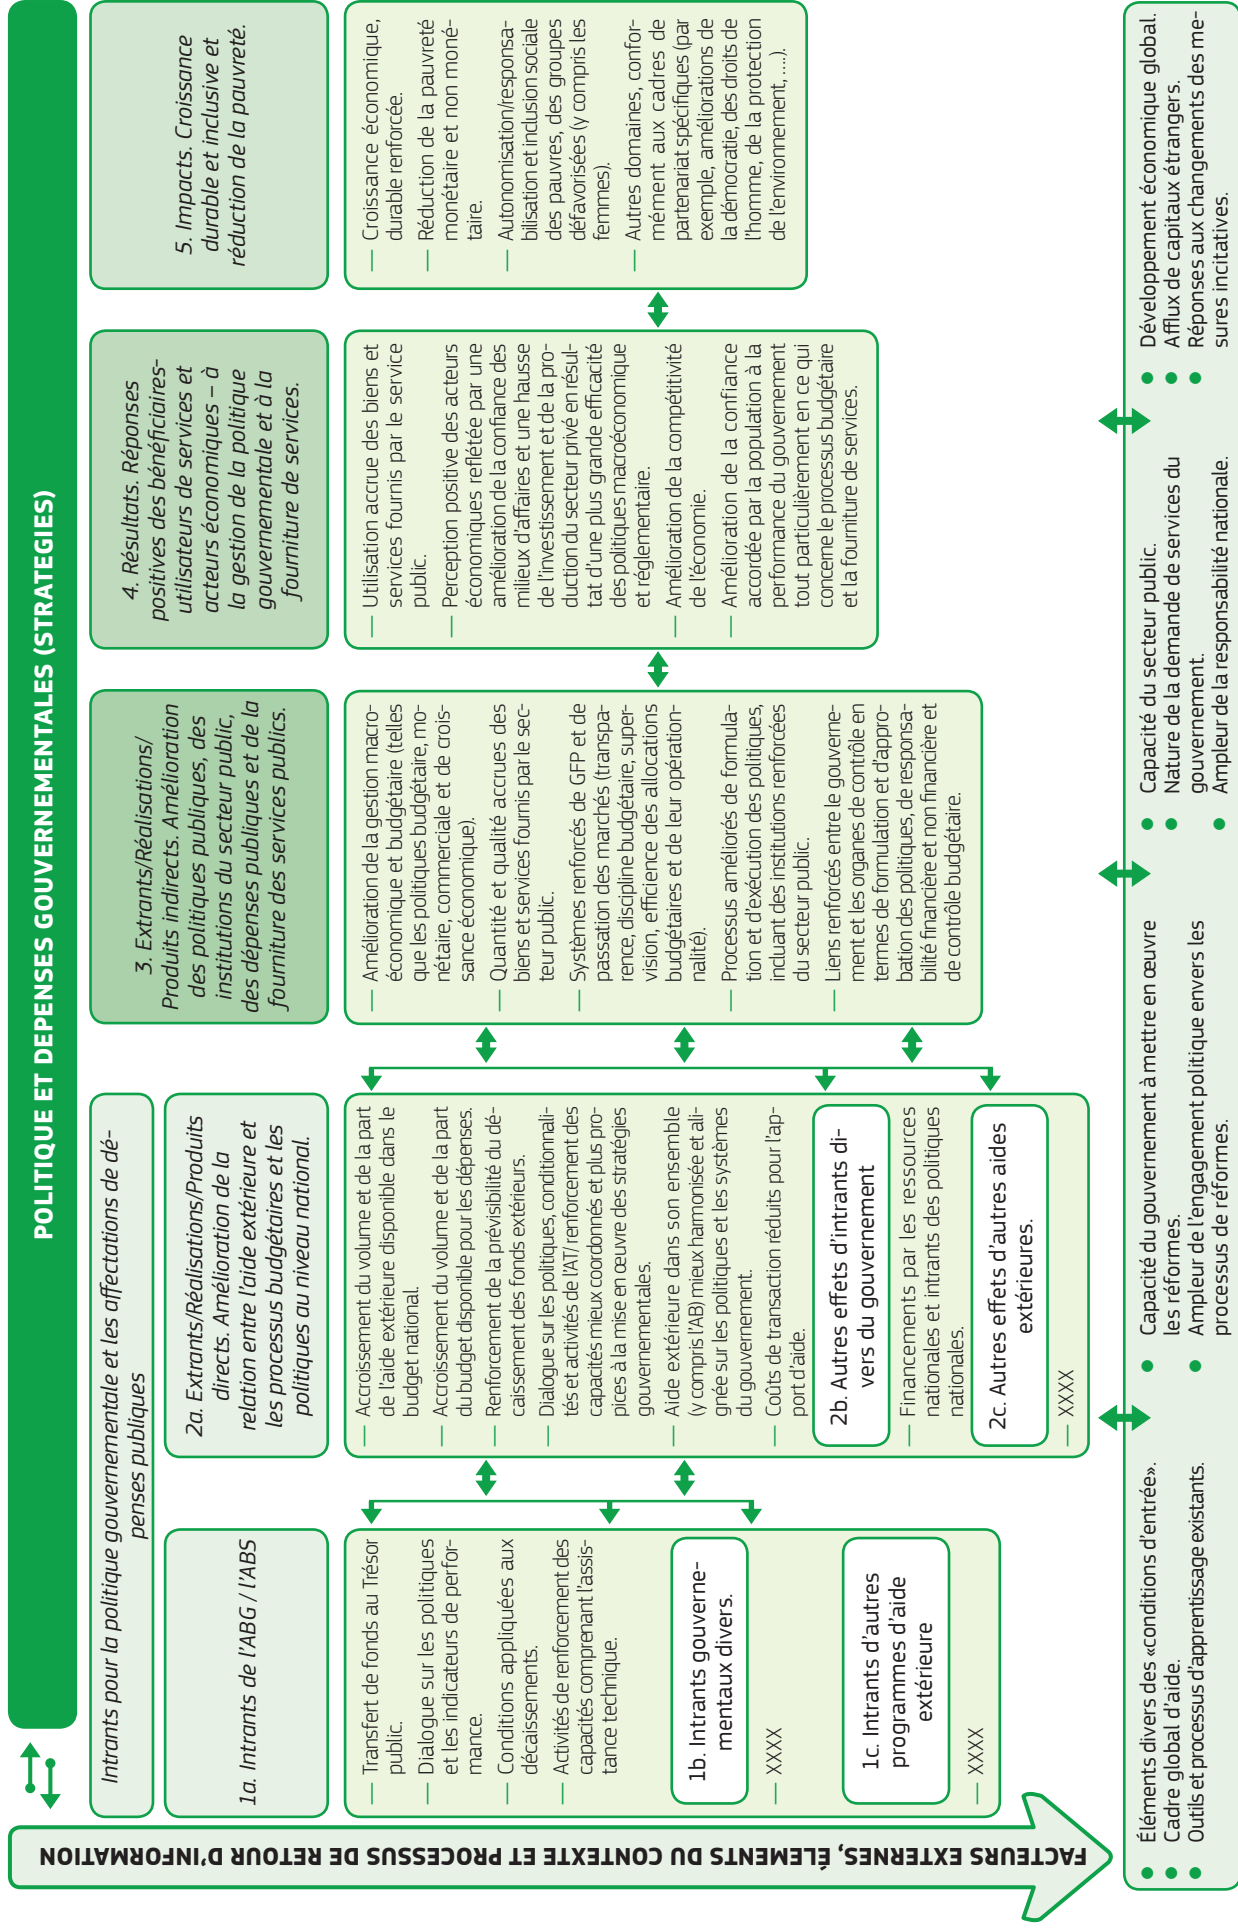 POLITIQUE ET DEPENSES GOUVERNEMENTALES (STRATEGIES)
Intrants pour la politique gouvernementale et les affectations de dé-
penses publiques
1a. Intrants de l'ABG / l'ABS
2a. Extrants/Réalisations/Produits
directs. Amélioration de la
relation entre l'aide extérieure et
les processus budgétaires et les
politiques au niveau national.
3. Extrants/Réalisations/
Produits indirects. Amélioration
des politiques publiques, des
institutions du secteur public,
des dépenses publiques et de la
fourniture des services publics.
4. Résultats. Réponses
positives des bénéficiaires-
utilisateurs de services et
acteurs économiques – à
la gestion de la politique
gouvernementale et à la
fourniture de services.
5. Impacts. Croissance
durable et inclusive et
réduction de la pauvreté.
— Transfert de fonds au Trésor
public.
— Dialogue sur les politiques
et les indicateurs de perfor-
mance.
— Conditions appliquées aux
décaissements.
— Activités de renforcement des
capacités comprenant l'assis-
tance technique.
1b. Intrants gouverne-
mentaux divers.
— XXXX
1c. Intrants d'autres
programmes d'aide
extérieure
— XXXX
— Accroissement du volume et de la part
de l'aide extérieure disponible dans le
budget national.
— Accroissement du volume et de la part
du budget disponible pour les dépenses.
— Renforcement de la prévisibilité du dé-
caissement des fonds extérieurs.
— Dialogue sur les politiques, conditionnali-
tés et activités de l'AT/ renforcement des
capacités mieux coordonnés et plus pro-
pices à la mise en œuvre des stratégies
gouvernementales.
— Aide extérieure dans son ensemble
(y compris l'AB) mieux harmonisée et ali-
gnée sur les politiques et les systèmes
du gouvernement.
— Coûts de transaction réduits pour l'ap-
port d'aide.
2b. Autres effets d'intrants di-
vers du gouvernement
— Financements par les ressources
nationales et intrants des politiques
nationales.
2c. Autres effets d'autres aides
extérieures.
— XXXX
— Amélioration de la gestion macro-
économique et budgétaire (telles
que les politiques budgétaire, mo-
nétaire, commerciale et de crois-
sance économique).
— Quantité et qualité accrues des
biens et services fournis par le sec-
teur public.
— Systèmes renforcés de GFP et de
passation des marchés (transpa-
rence, discipline budgétaire, super-
vision, efficience des allocations
budgétaires et de leur opération-
nalité).
— Processus améliorés de formula-
tion et d'exécution des politiques,
incluant des institutions renforcées
du secteur public.
— Liens renforcés entre le gouverne-
ment et les organes de contrôle en
termes de formulation et d'appro-
bation des politiques, de responsa-
bilité financière et non financière et
de contrôle budgétaire.
— Utilisation accrue des biens et
services fournis par le service
public.
— Perception positive des acteurs
économiques reflétée par une
amélioration de la confiance des
milieux d'affaires et une hausse
de l'investissement et de la pro-
duction du secteur privé en résul-
tat d'une plus grande efficacité
des politiques macroéconomique
et réglementaire.
— Amélioration de la compétitivité
de l'économie.
— Amélioration de la confiance
accordée par la population à la
performance du gouvernement
tout particulièrement en ce qui
concerne le processus budgétaire
et la fourniture de services.
— Croissance économique,
durable renforcée.
— Réduction de la pauvreté
monétaire et non moné-
taire.
— Automisation/responsa-
bilisation et inclusion sociale
des pauvres, des groupes
défavorisées (y compris les
femmes).
— Autres domaines, confor-
mément aux cadres de
partenariat spécifiques (par
exemple, améliorations de
la démocratie, des droits de
l'homme, de la protection
de l'environnement, ...).
FACTEURS EXTERNES, ÉLEMENTS DU CONTEXTE ET PROCESSUS DE RETOUR D'INFORMATION
• Éléments divers des «conditions d'entrée».
• Cadre global d'aide.
• Outils et processus d'apprentissage existants.
• Capacité du gouvernement à mettre en œuvre
les réformes.
• Ampleur de l'engagement politique envers les
processus de réformes.
• Capacité du secteur public.
• Nature de la demande de services du
gouvernement.
• Ampleur de la responsabilité nationale.
• Développement économique global.
• Afflux de capitaux étrangers.
• Réponses aux changements des me-
sures incitatives.